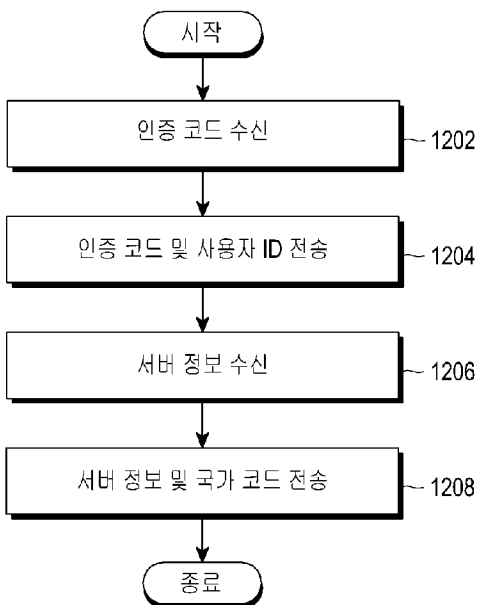 시작
인증 코드 수신
1202
인증 코드 및 사용자 ID 전송
1204
서버 정보 수신
1206
서버 정보 및 국가 코드 전송
1208
종료